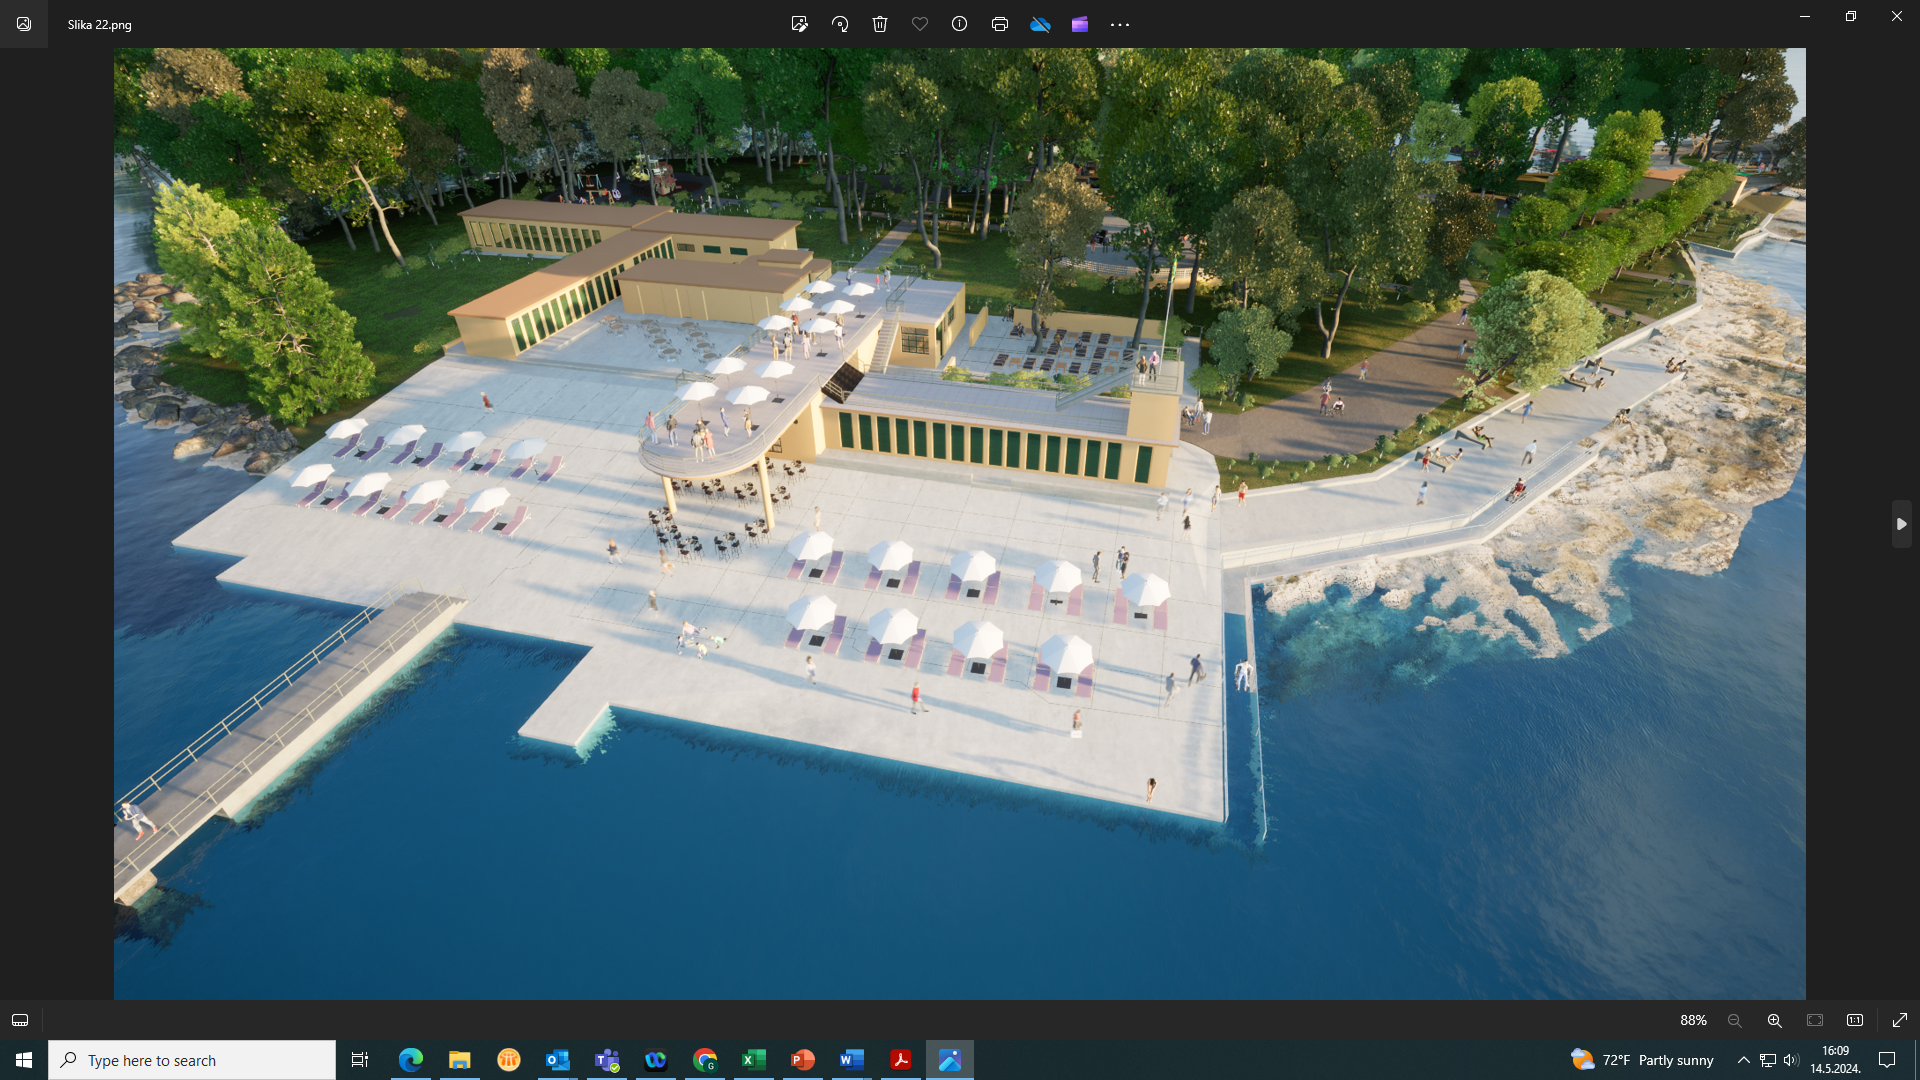 Slika 22.png
88%
Type here to search
72°F Partly sunny
16:09
14.5.2024.